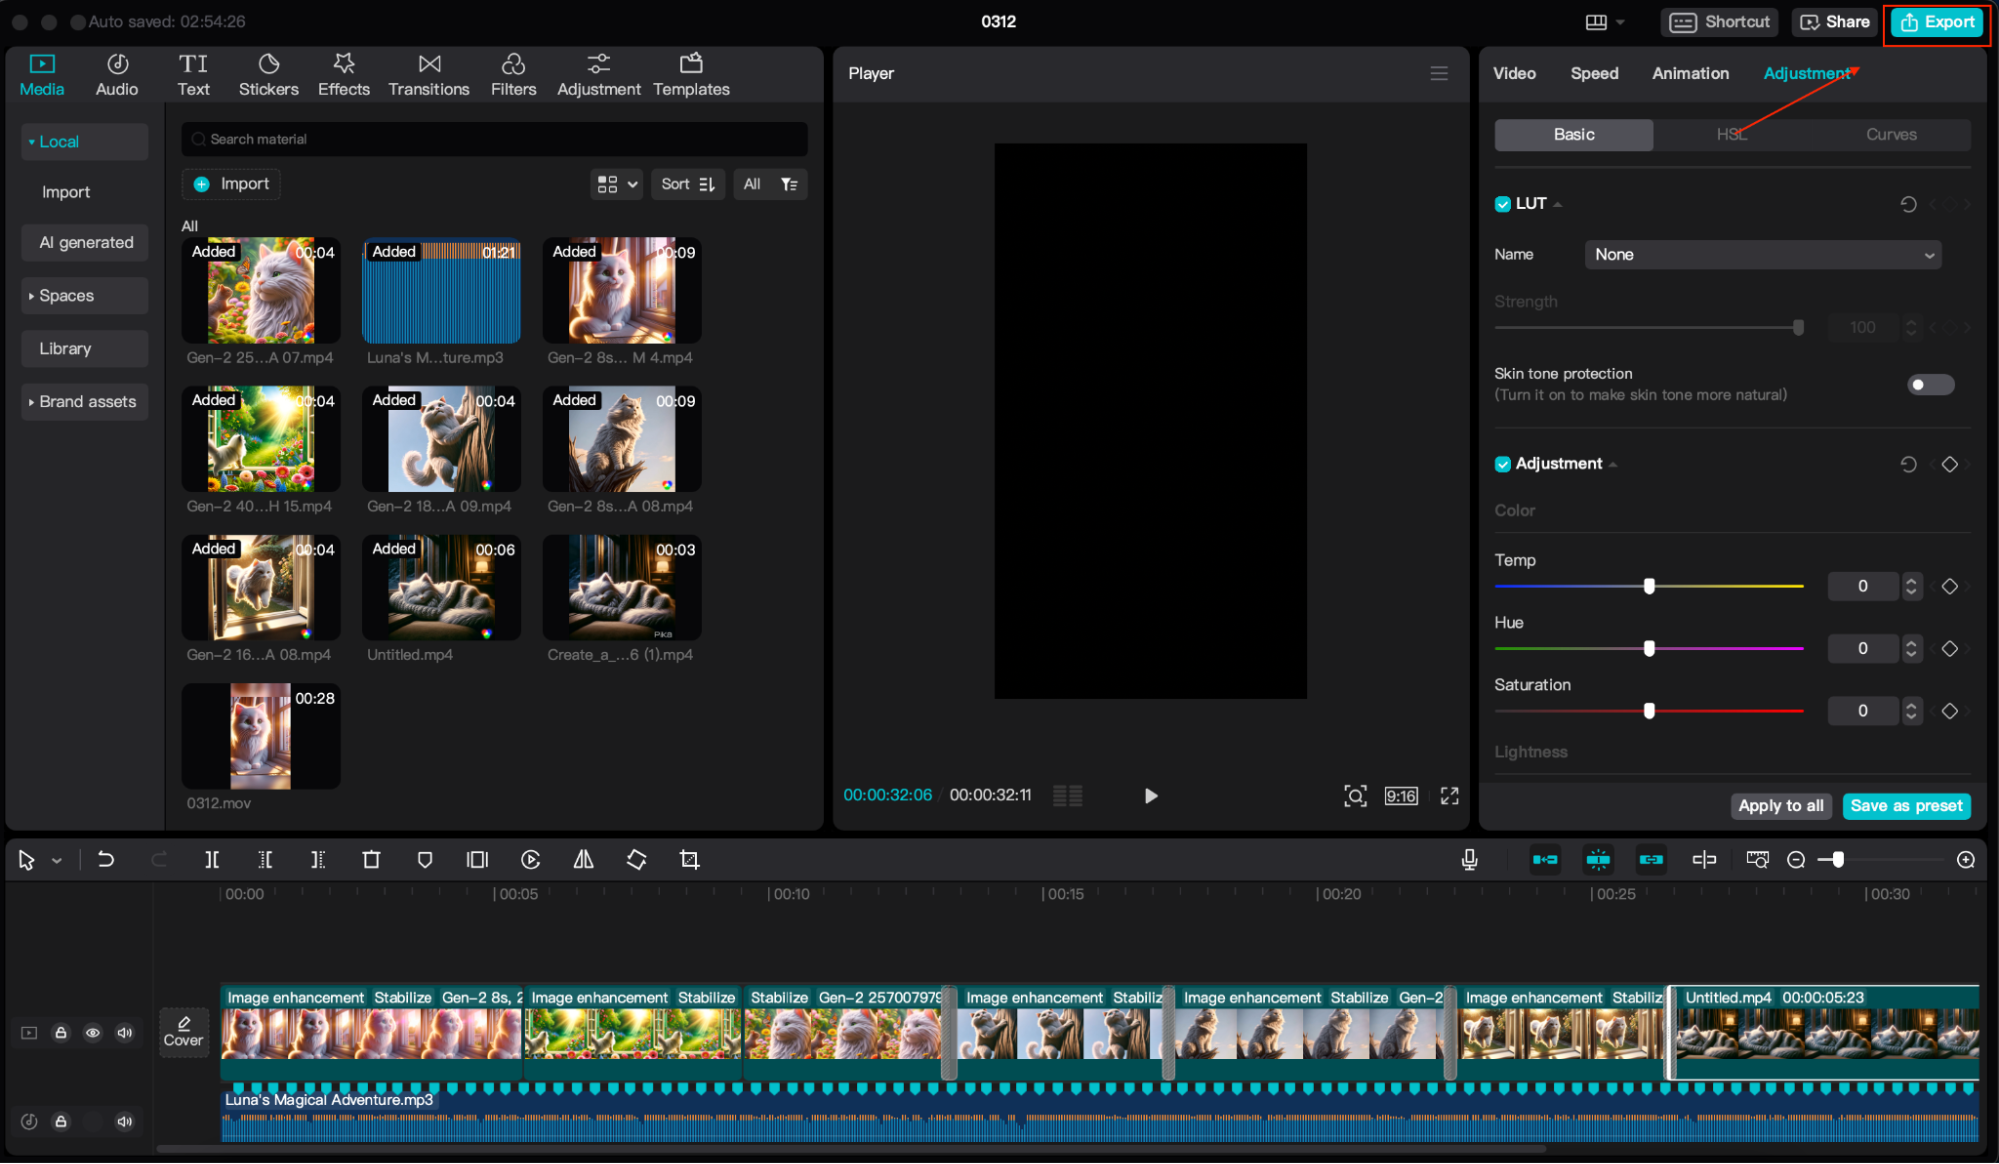 Auto saved: 02:54:26
0312
Shortcut
Share
Export
Media
Audio
TI
Text
Stickers
Effects
Transitions
Filters
Adjustment
Templates
Local
Import
AI generated
Spaces
Library
Brand assets
Search material
Import
Sort
All
All
Added 00:04
Gen-2 25...A 07.mp4
Added 01:21
Luna's M...ture.mp3
Added 00:09
Gen-2 8s... M 4.mp4
Added 00:04
Gen-2 40...H 15.mp4
Added 00:04
Gen-2 18...A 09.mp4
Added 00:09
Gen-2 8s...A 08.mp4
Added 00:04
Gen-2 16...A 08.mp4
Added 00:06
Untitled.mp4
00:03
Pika
Create_a_...6 (1).mp4
00:28
0312.mov
Player
00:00:32:06 / 00:00:32:11
9:16
Video
Speed
Animation
Adjustment
Basic
HSL
Curves
LUT
Name
None
Strength
100
Skin tone protection
(Turn it on to make skin tone more natural)
Adjustment
Color
Temp
0
Hue
0
Saturation
0
Lightness
Apply to all
Save as preset
00:00
00:05
00:10
00:15
00:20
00:25
00:30
Cover
Image enhancement Stabilize Gen-2 8s, 2
Image enhancement Stabilize
Stabilize Gen-2 257007979
Image enhancement Stabiliz
Image enhancement Stabilize Gen-2
Image enhancement Stabiliz
Untitled.mp4 00:00:05:23
Luna's Magical Adventure.mp3